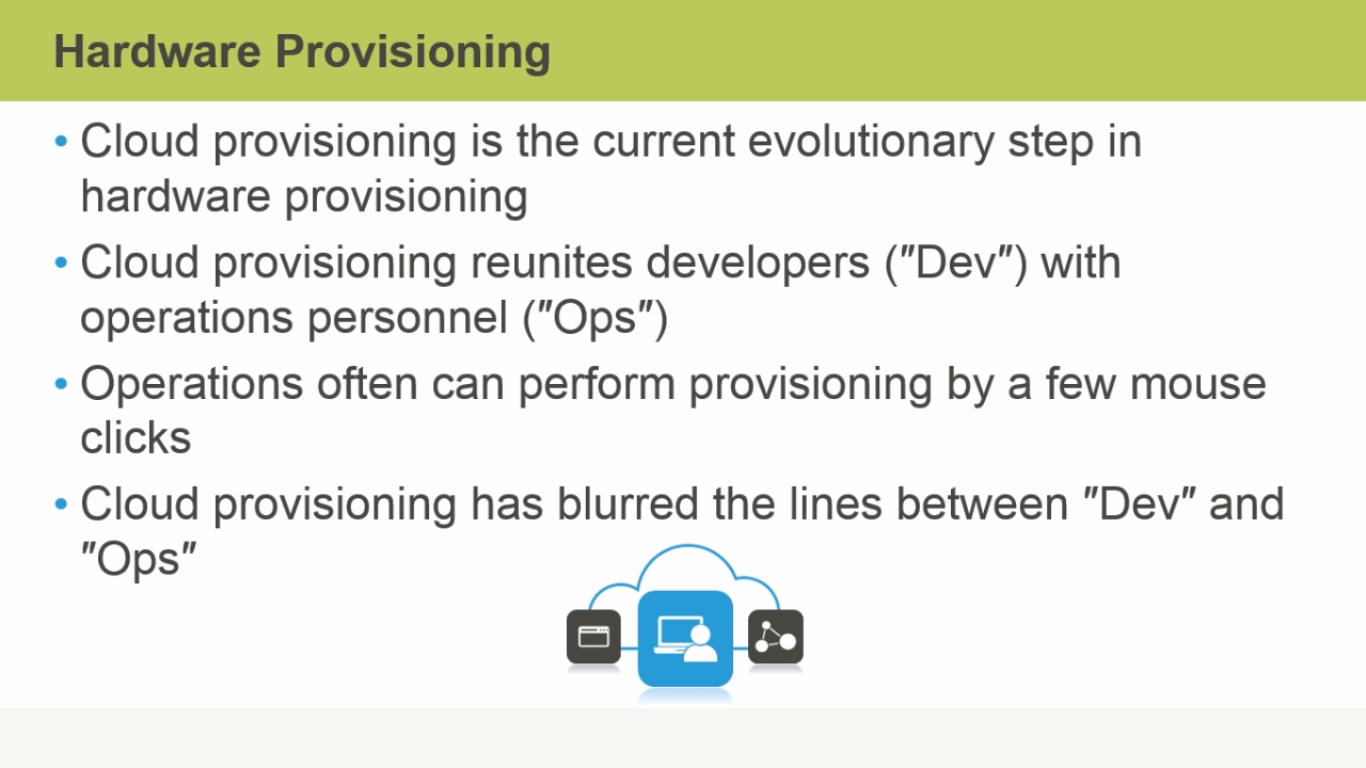 Hardware Provisioning
• Cloud provisioning is the current evolutionary step in
hardware provisioning
• Cloud provisioning reunites developers (″Dev″) with
operations personnel (″Ops″)
• Operations often can perform provisioning by a few mouse
clicks
• Cloud provisioning has blurred the lines between ″Dev″ and
″Ops″